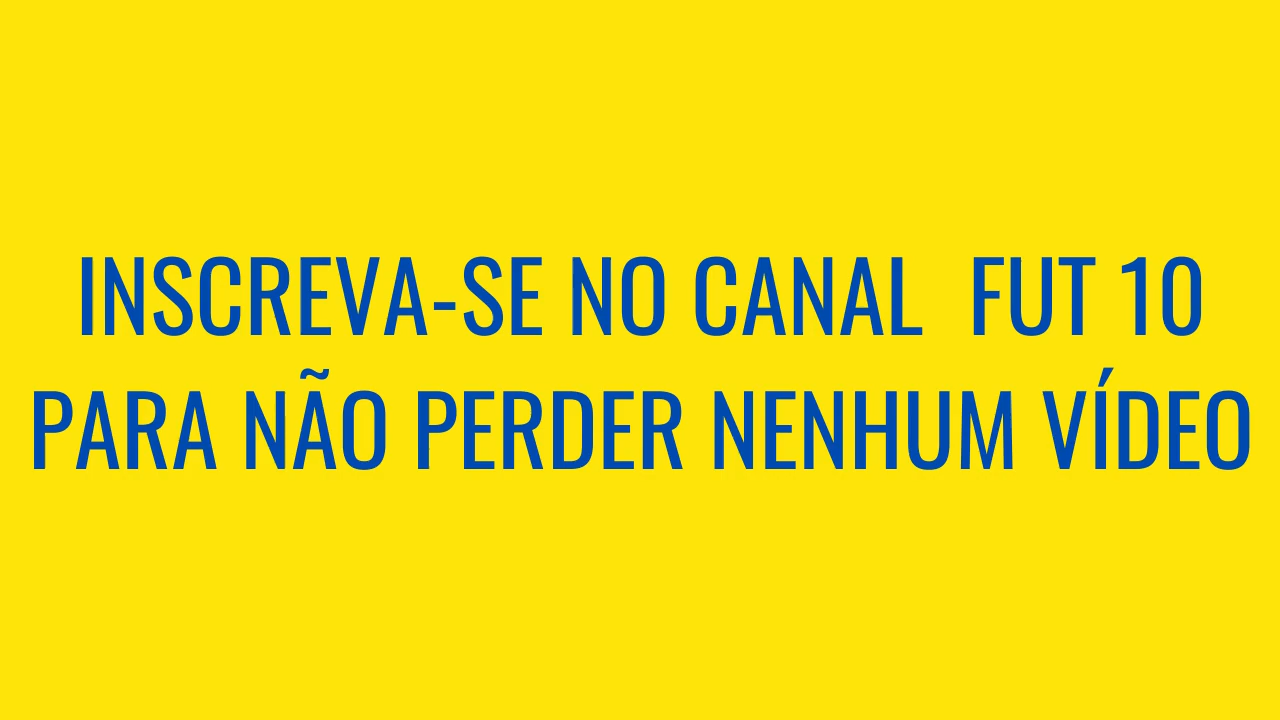 INSCREVA-SE NO CANAL  FUT 10
PARA NÃO PERDER NENHUM VÍDEO